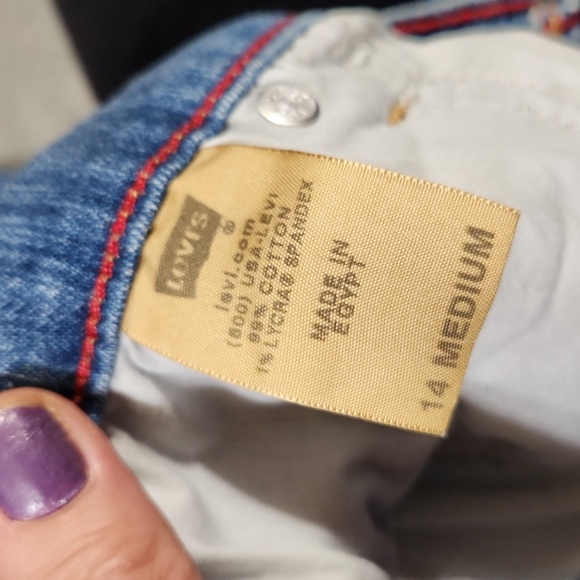 Levi's®
levi.com
(800) USA-LEVI
99% COTTON
1% LYCRA® SPANDEX
MADE IN
EGYPT
14 MEDIUM